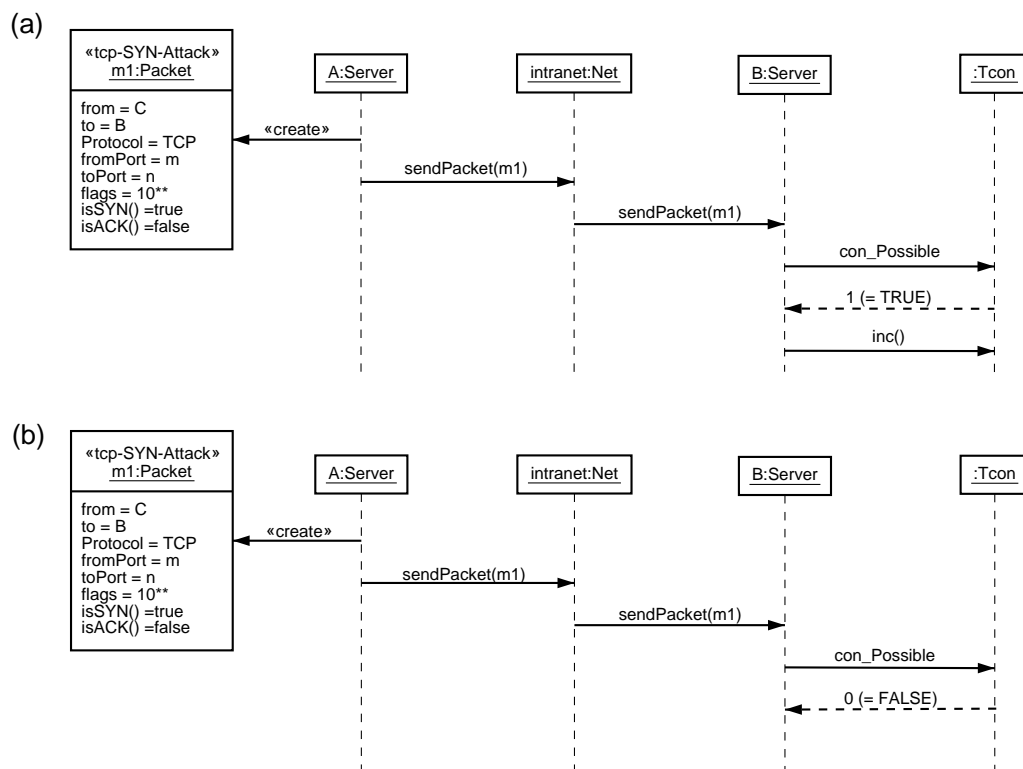 (a)
«tcp-SYN-Attack»
m1:Packet
from = C
to = B
Protocol = TCP
fromPort = m
toPort = n
flags = 10**
isSYN() =true
isACK() =false
A:Server
intranet:Net
B:Server
:Tcon
«create»
sendPacket(m1)
sendPacket(m1)
con_Possible
1 (= TRUE)
inc()
(b)
«tcp-SYN-Attack»
m1:Packet
from = C
to = B
Protocol = TCP
fromPort = m
toPort = n
flags = 10**
isSYN() =true
isACK() =false
A:Server
intranet:Net
B:Server
:Tcon
«create»
sendPacket(m1)
sendPacket(m1)
con_Possible
0 (= FALSE)